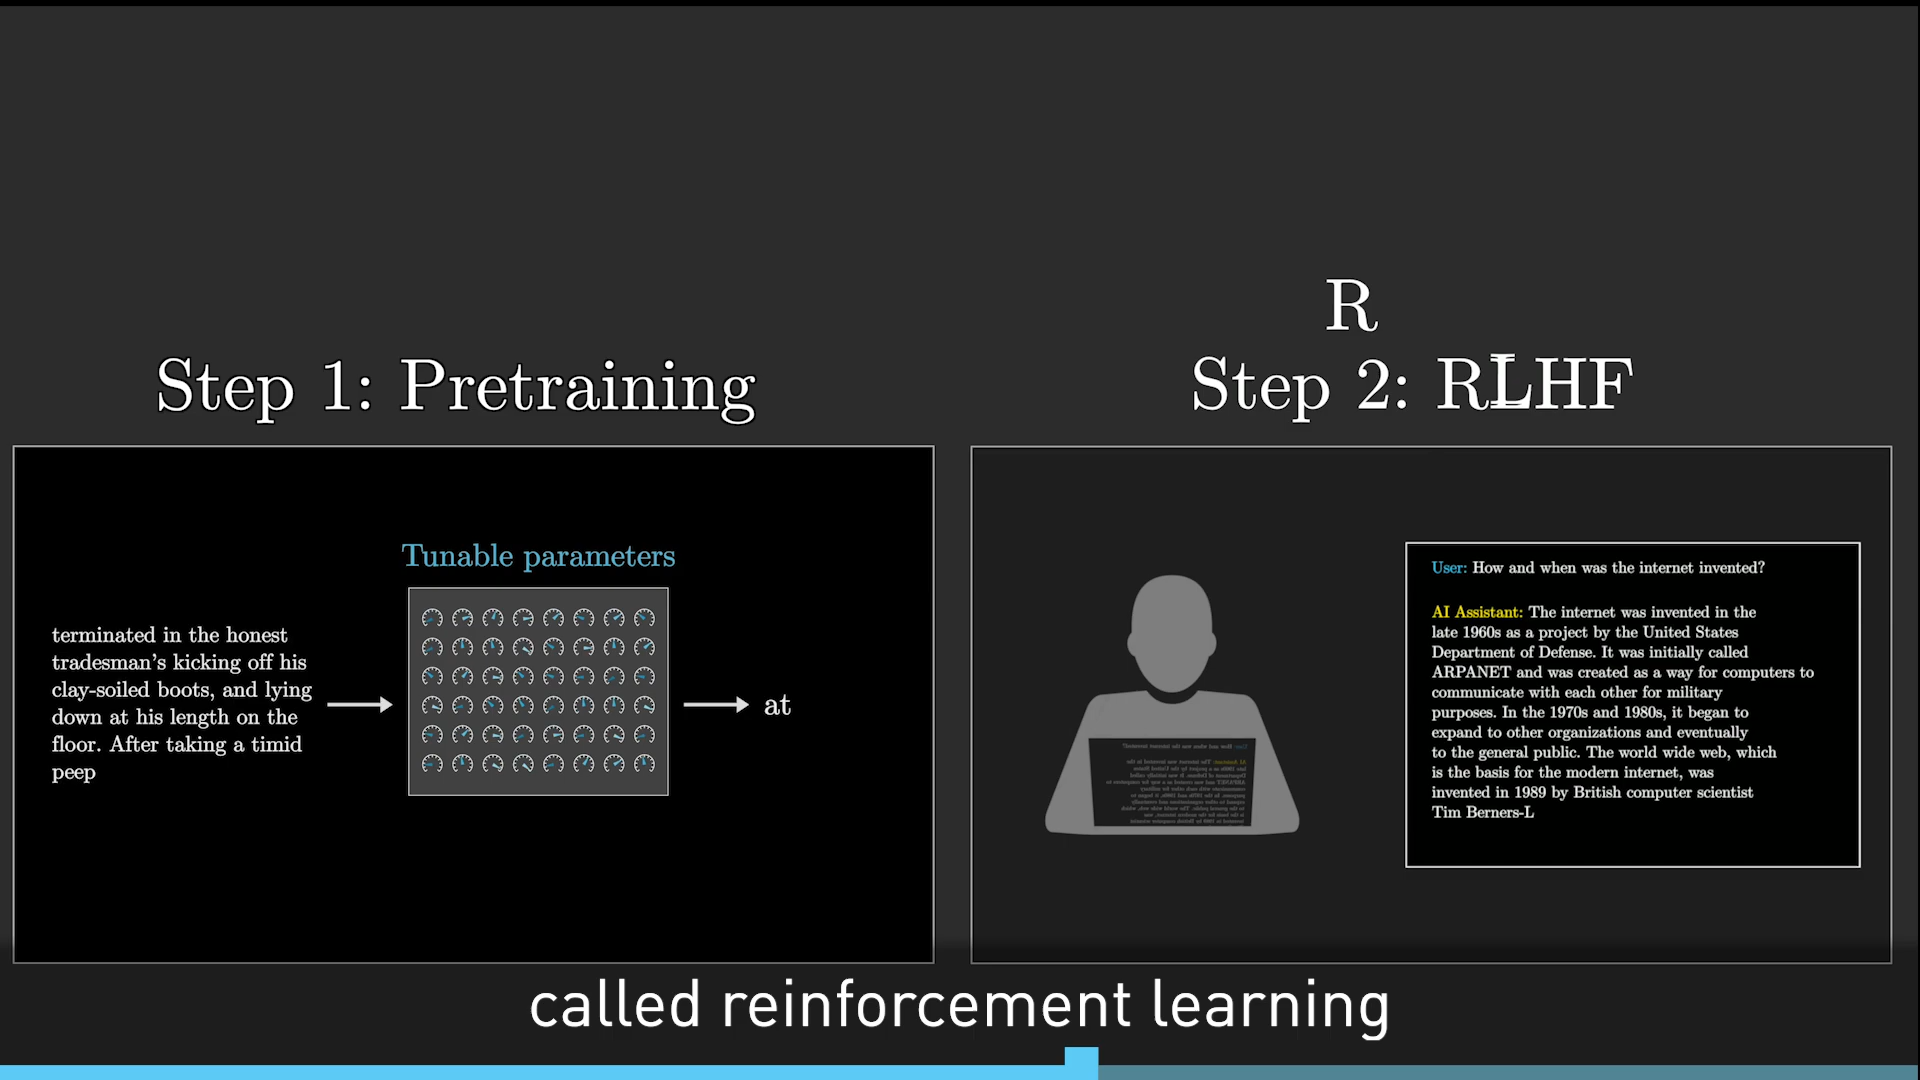 Step 1: Pretraining
R
Step 2: RLHF
Tunable parameters
terminated in the honest
tradesman's kicking off his
clay-soiled boots, and lying
down at his length on the
floor. After taking a timid
peep
at
User: How and when was the internet invented?
AI Assistant: The internet was invented in the
late 1960s as a project by the United States
Department of Defense. It was initially called
ARPANET and was created as a way for computers to
communicate with each other for military
purposes. In the 1970s and 1980s, it began to
expand to other organizations and eventually
to the general public. The world wide web, which
is the basis for the modern internet, was
invented in 1989 by British computer scientist
Tim Berners-L
called reinforcement learning